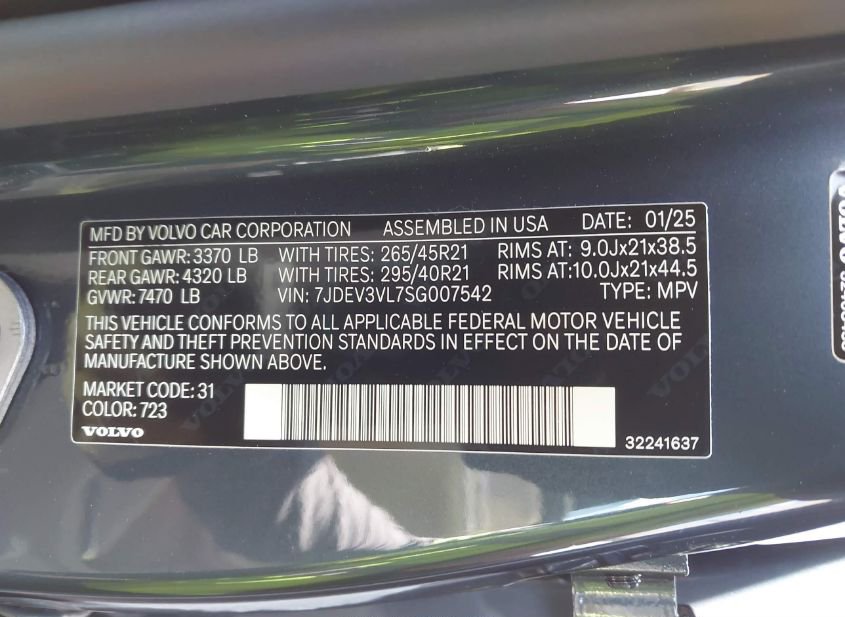 MFD BY VOLVO CAR CORPORATION ASSEMBLED IN USA DATE: 01/25
FRONT GAWR: 3370 LB WITH TIRES: 265/45R21 RIMS AT: 9.0Jx21x38.5
REAR GAWR: 4320 LB WITH TIRES: 295/40R21 RIMS AT:10.0Jx21x44.5
GVWR: 7470 LB VIN: 7JDEV3VL7SG007542 TYPE: MPV
THIS VEHICLE CONFORMS TO ALL APPLICABLE FEDERAL MOTOR VEHICLE
SAFETY AND THEFT PREVENTION STANDARDS IN EFFECT ON THE DATE OF
MANUFACTURE SHOWN ABOVE.
MARKET CODE: 31
COLOR: 723
VOLVO
32241637